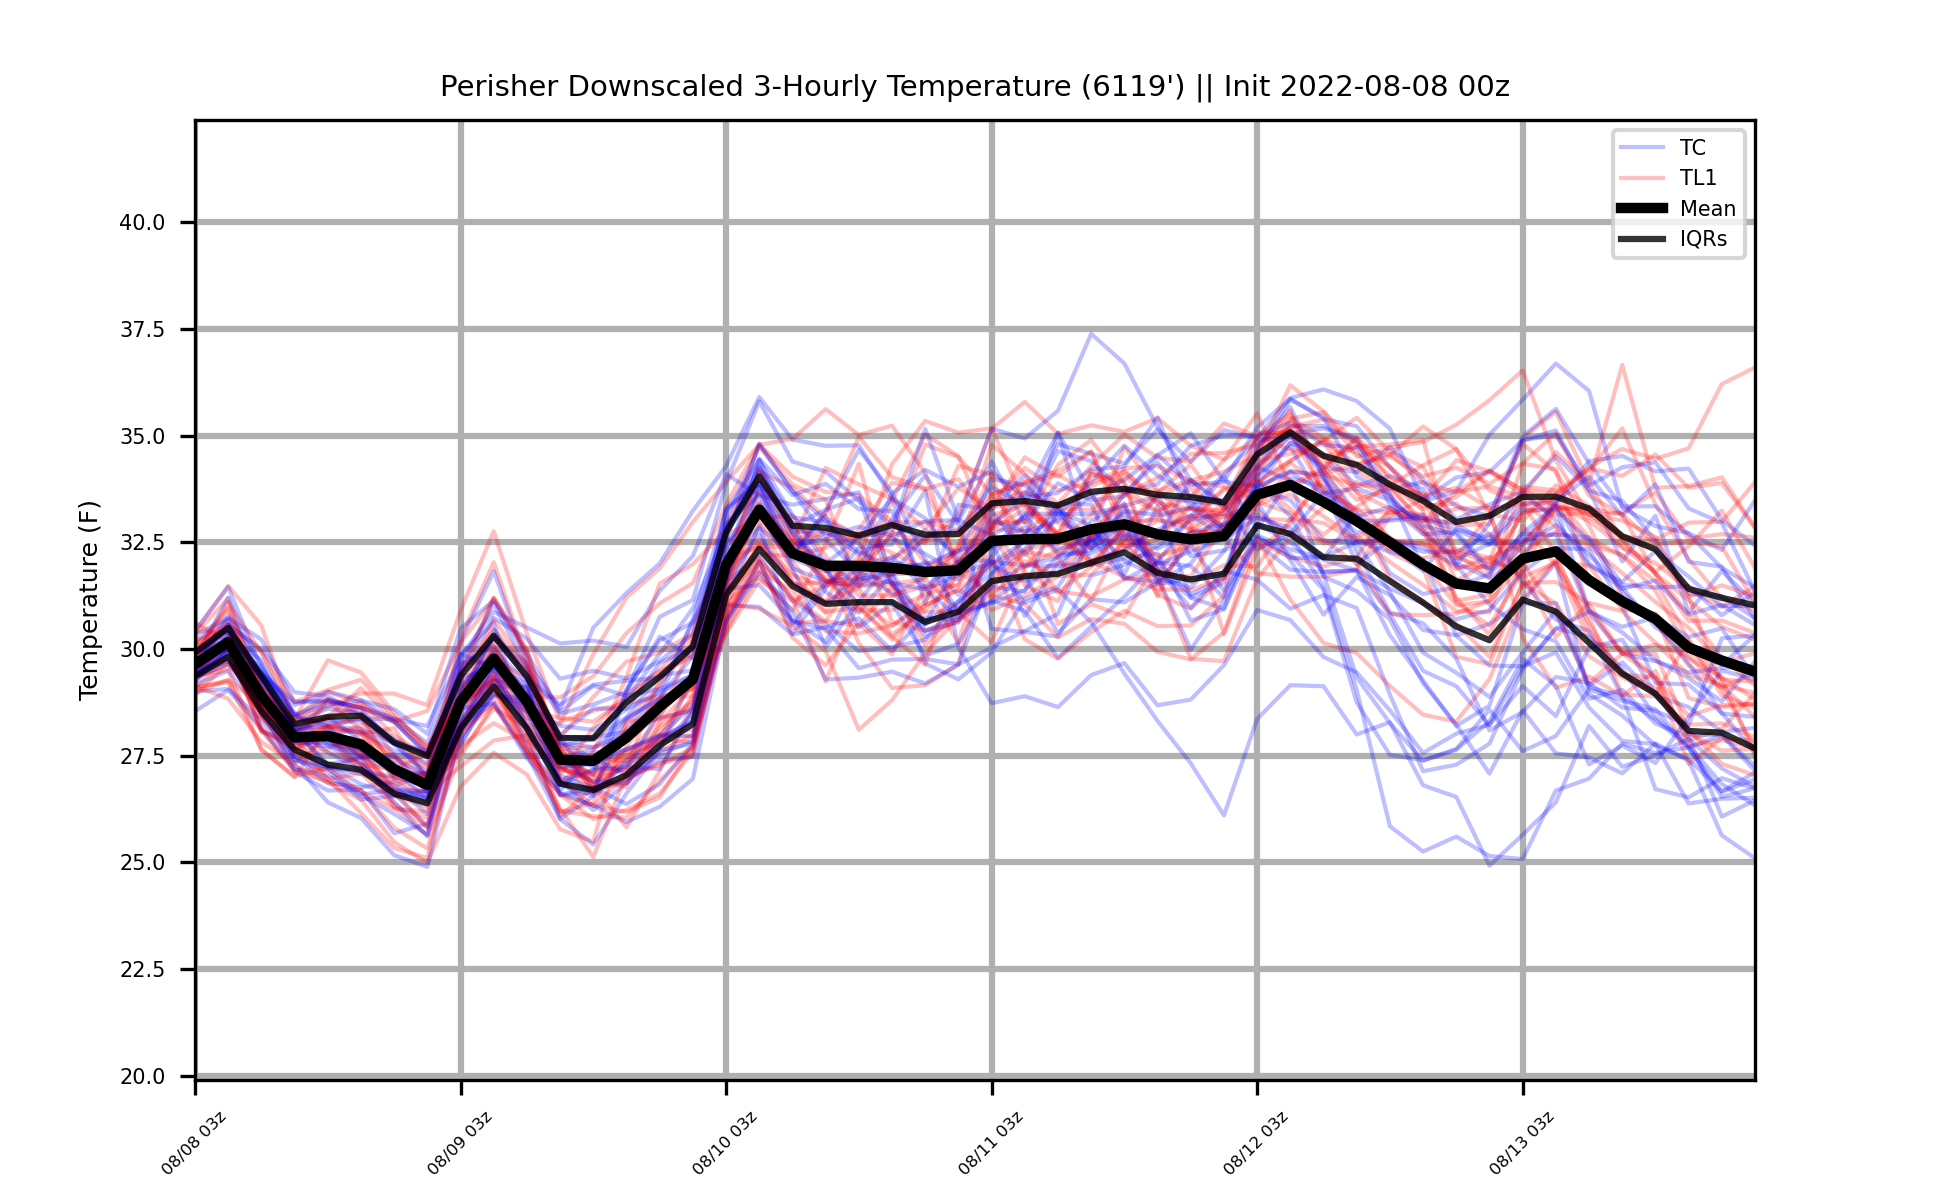 Perisher Downscaled 3-Hourly Temperature (6119') || Init 2022-08-08 00z
TC
TL1
Mean
IQRs
Temperature (F)
40.0
37.5
35.0
32.5
30.0
27.5
25.0
22.5
20.0
08/08 03z
08/09 03z
08/10 03z
08/11 03z
08/12 03z
08/13 03z